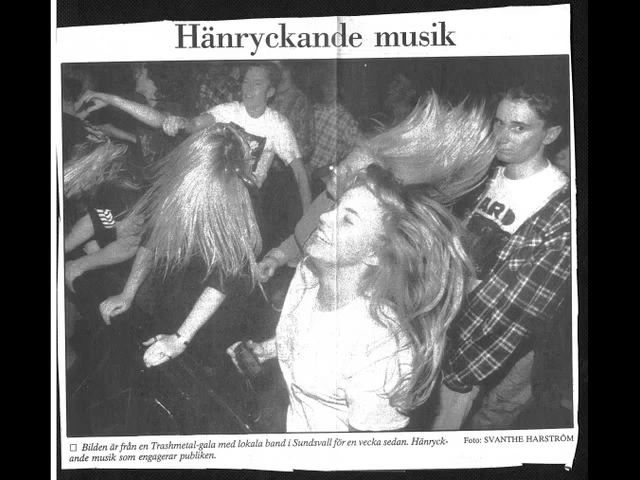 Hänryckande musik
ARD
□ Bilden är från en Trashmetal-gala med lokala band i Sundsvall för en vecka sedan. Hänryck-
ande musik som engagerar publiken.
Foto: SVANTHE HARSTRÖM